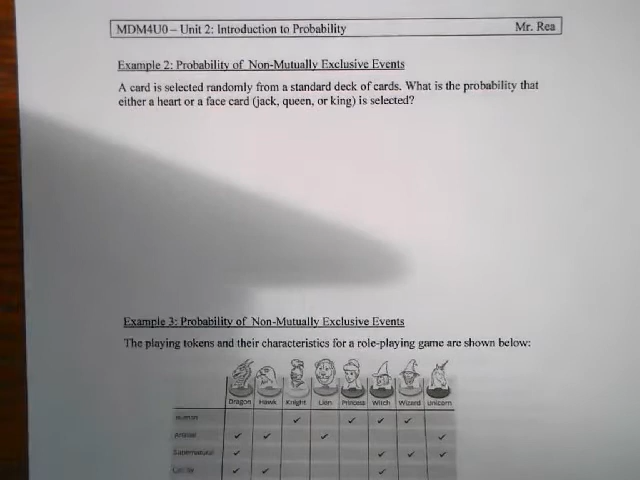 MDM4U0 – Unit 2: Introduction to Probability Mr. Rea
Example 2: Probability of Non-Mutually Exclusive Events
A card is selected randomly from a standard deck of cards. What is the probability that
either a heart or a face card (jack, queen, or king) is selected?
Example 3: Probability of Non-Mutually Exclusive Events
The playing tokens and their characteristics for a role-playing game are shown below:
Dragon Hawk Knight Lion Princess Witch Wizard Unicorn
Human
Animal
Supernatural
Can fly